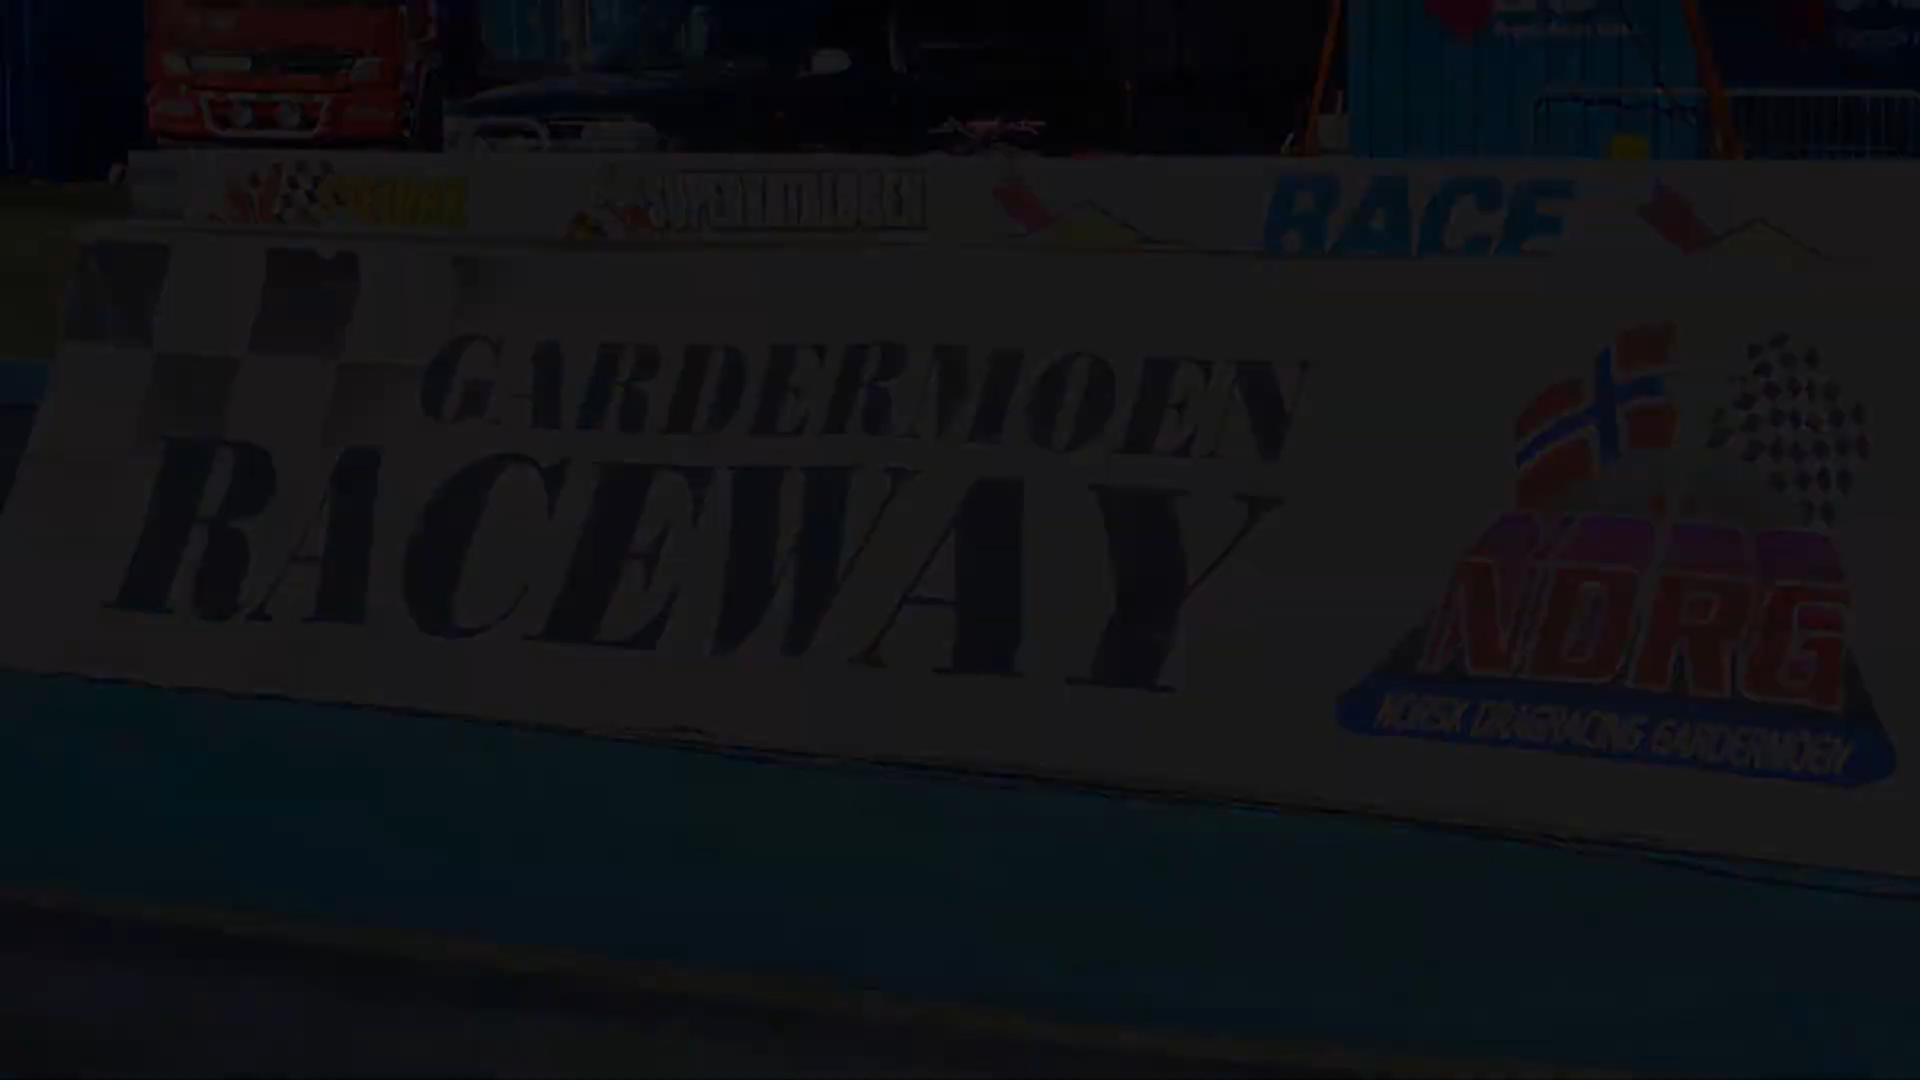 RACE
GARDERMOEN
RACEWAY
NDRG
NORSK DRAGRACING GARDERMOEN